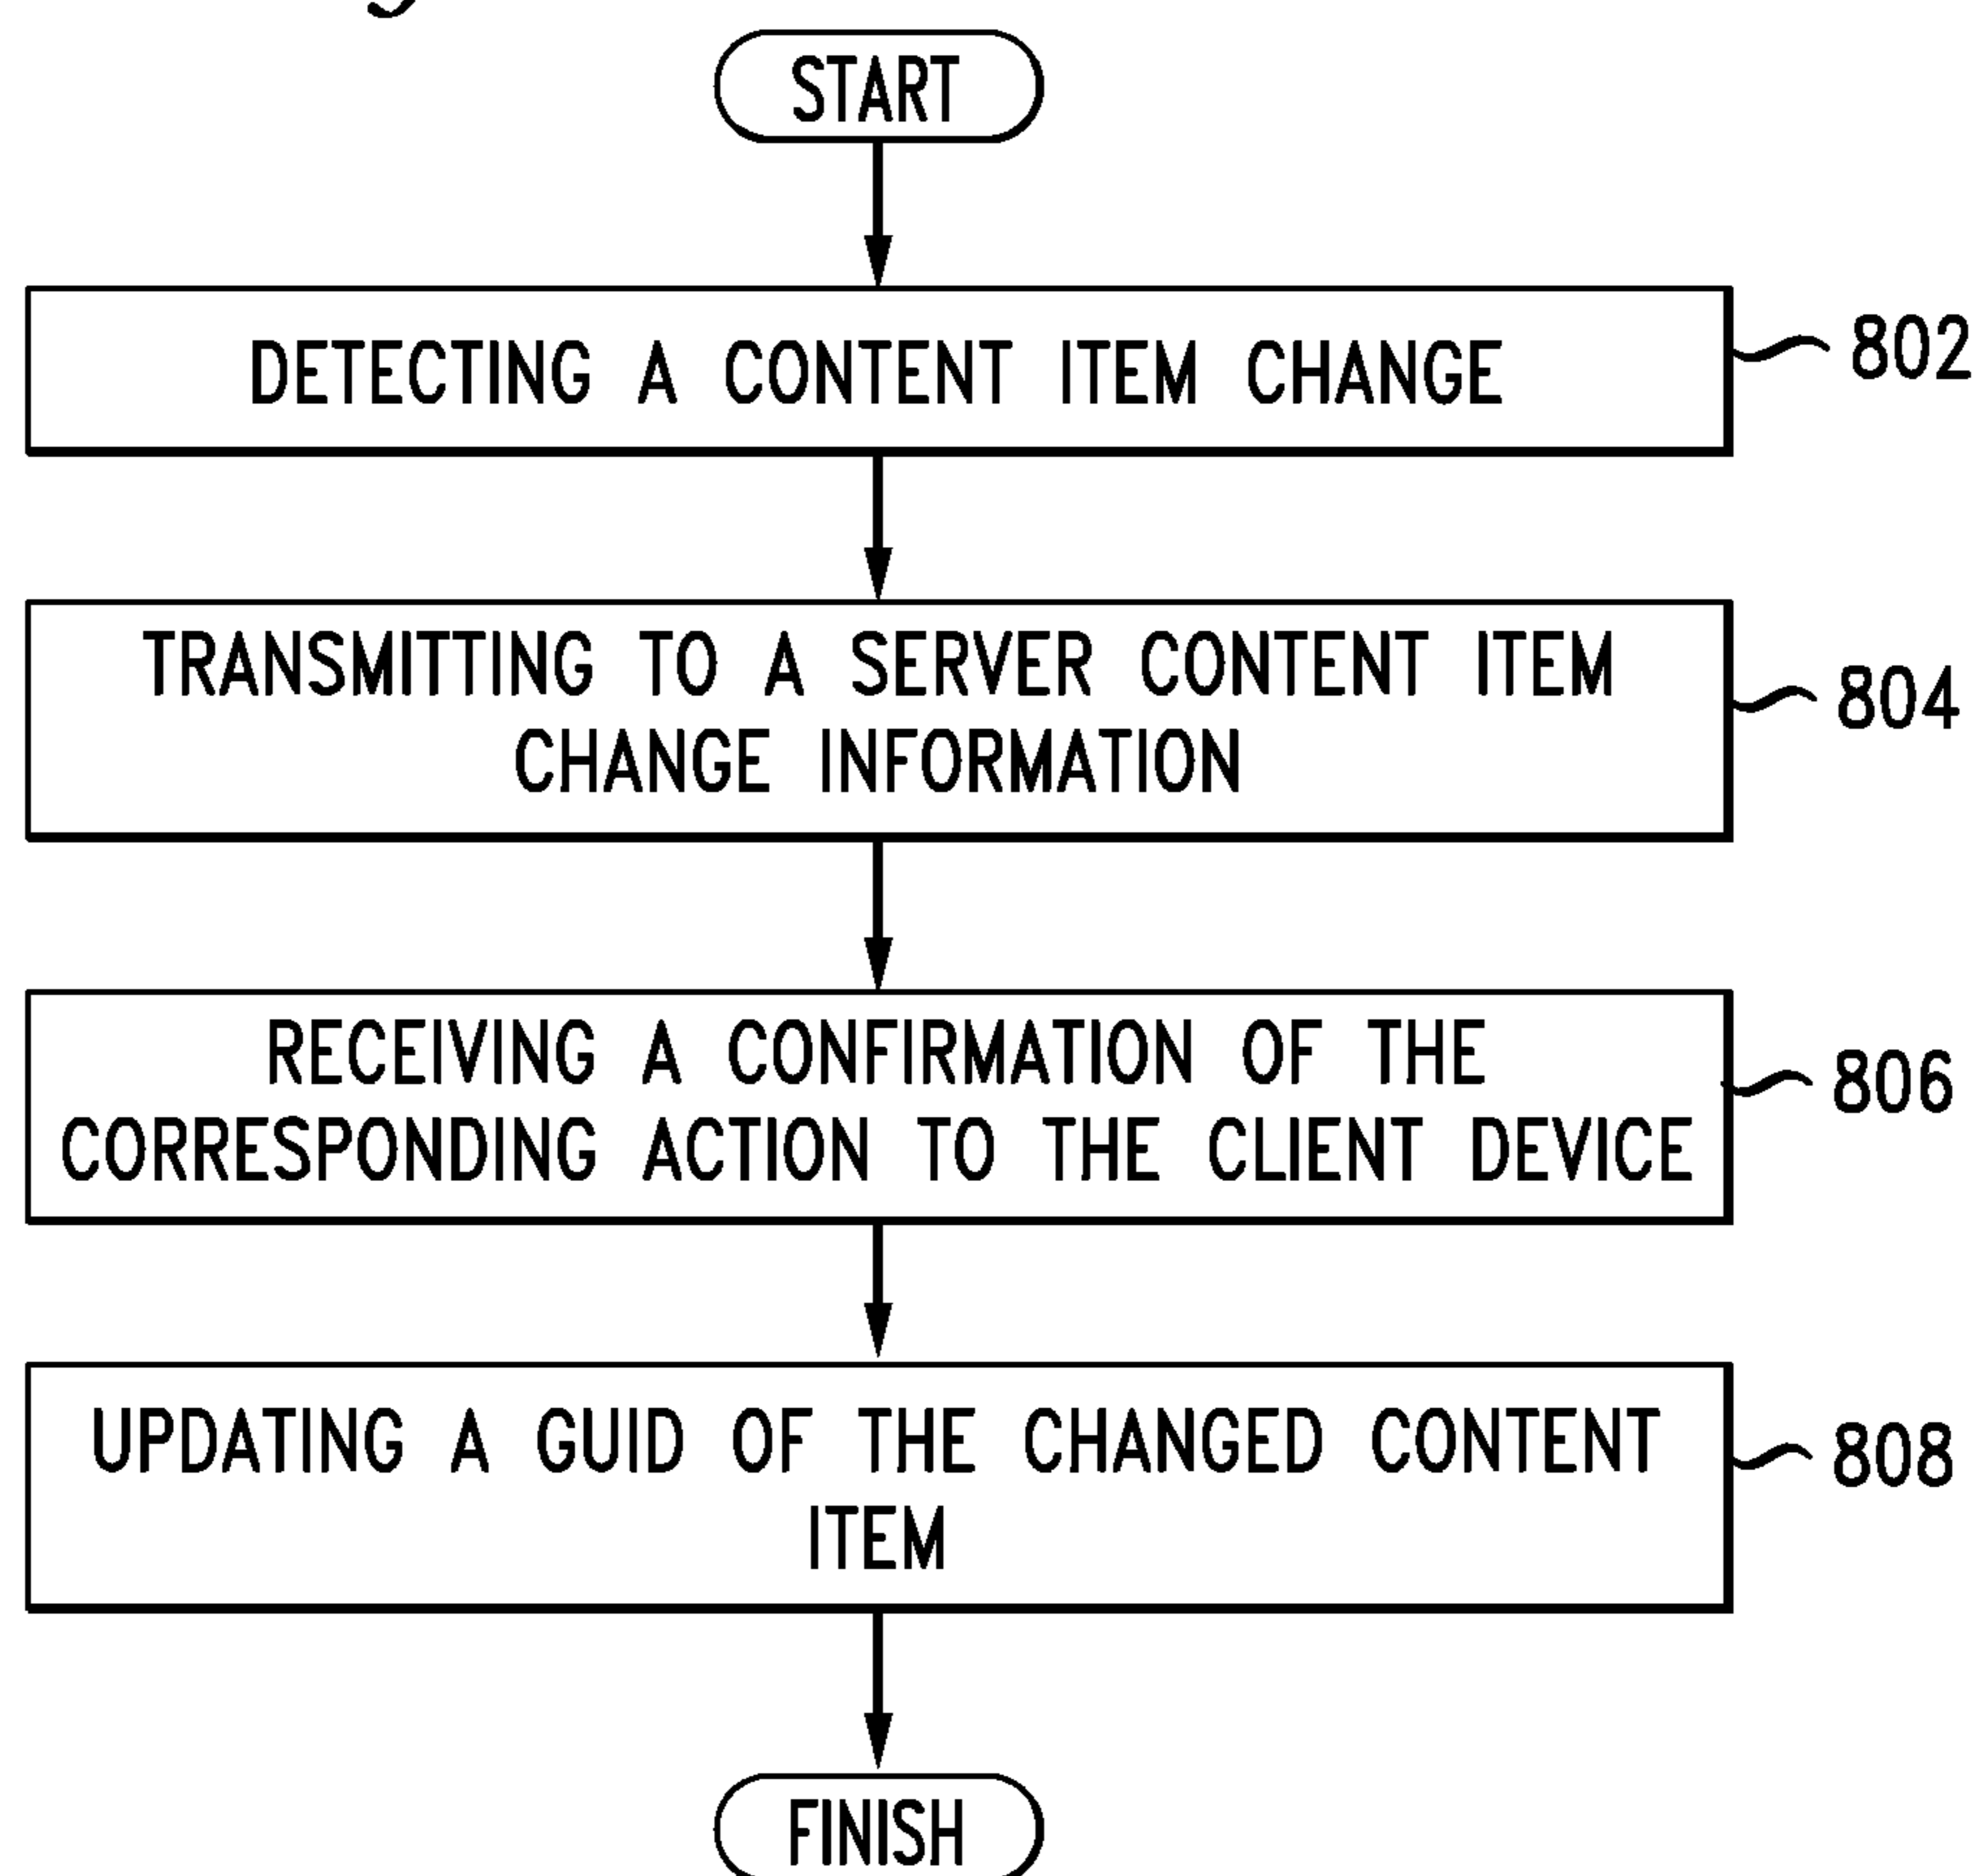 START
DETECTING A CONTENT ITEM CHANGE
802
TRANSMITTING TO A SERVER CONTENT ITEM
CHANGE INFORMATION
804
RECEIVING A CONFIRMATION OF THE
CORRESPONDING ACTION TO THE CLIENT DEVICE
806
UPDATING A GUID OF THE CHANGED CONTENT
ITEM
808
FINISH